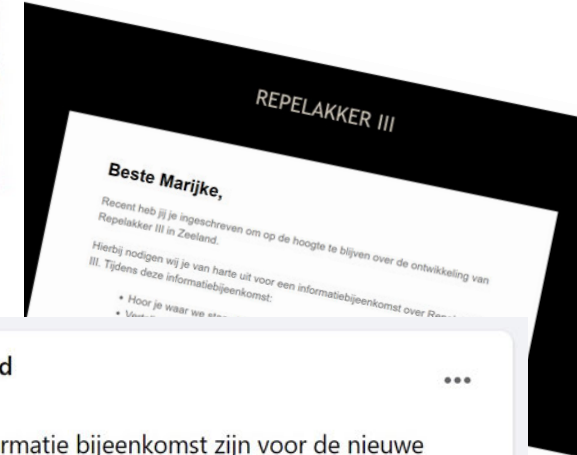 REPELAKKER III
Beste Marijke,
Recent heb jij je ingeschreven om op de hoogte te blijven over de ontwikkeling van
Repelakker III in Zeeland.
Hierbij nodigen wij je van harte uit voor een informatiebijeenkomst over
III. Tijdens deze informatiebijeenkomst:
• Hoor je waar we
•
d
rmatie bijeenkomst zijn voor de nieuwe